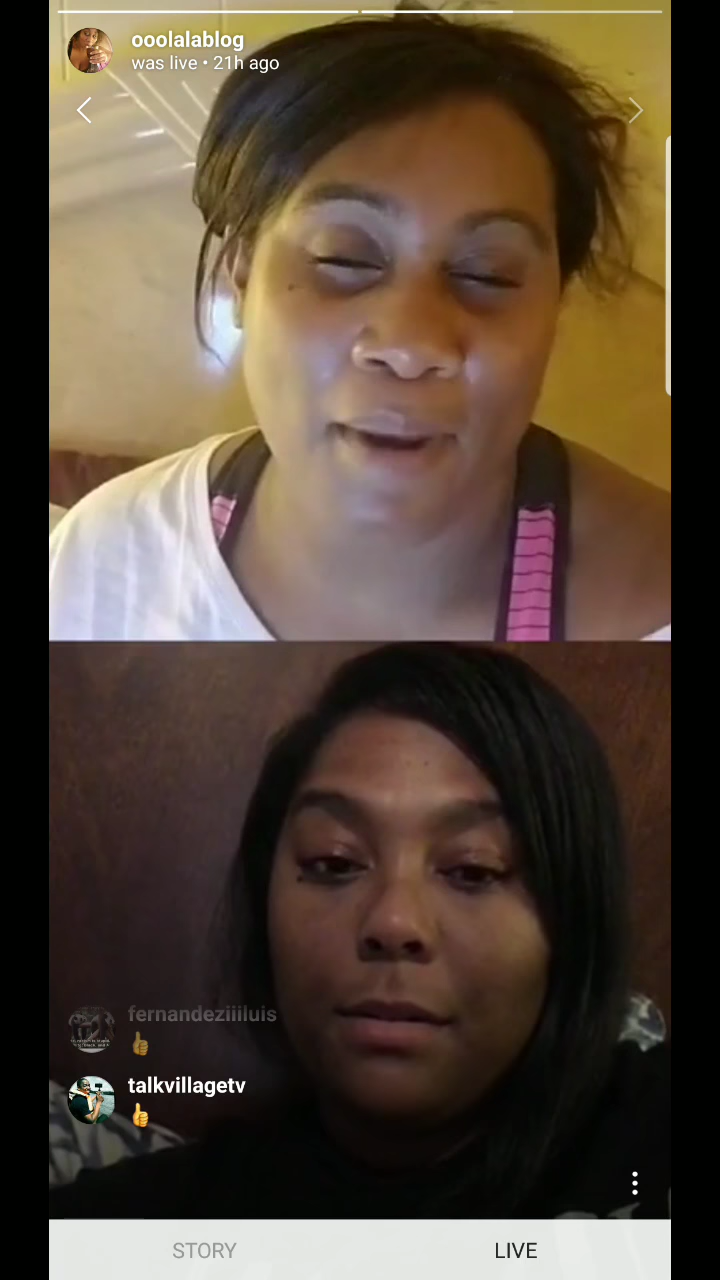 ooolalablog
was live • 21h ago
fernandeziiiluis
👍
talkvillagetv
👍
STORY LIVE